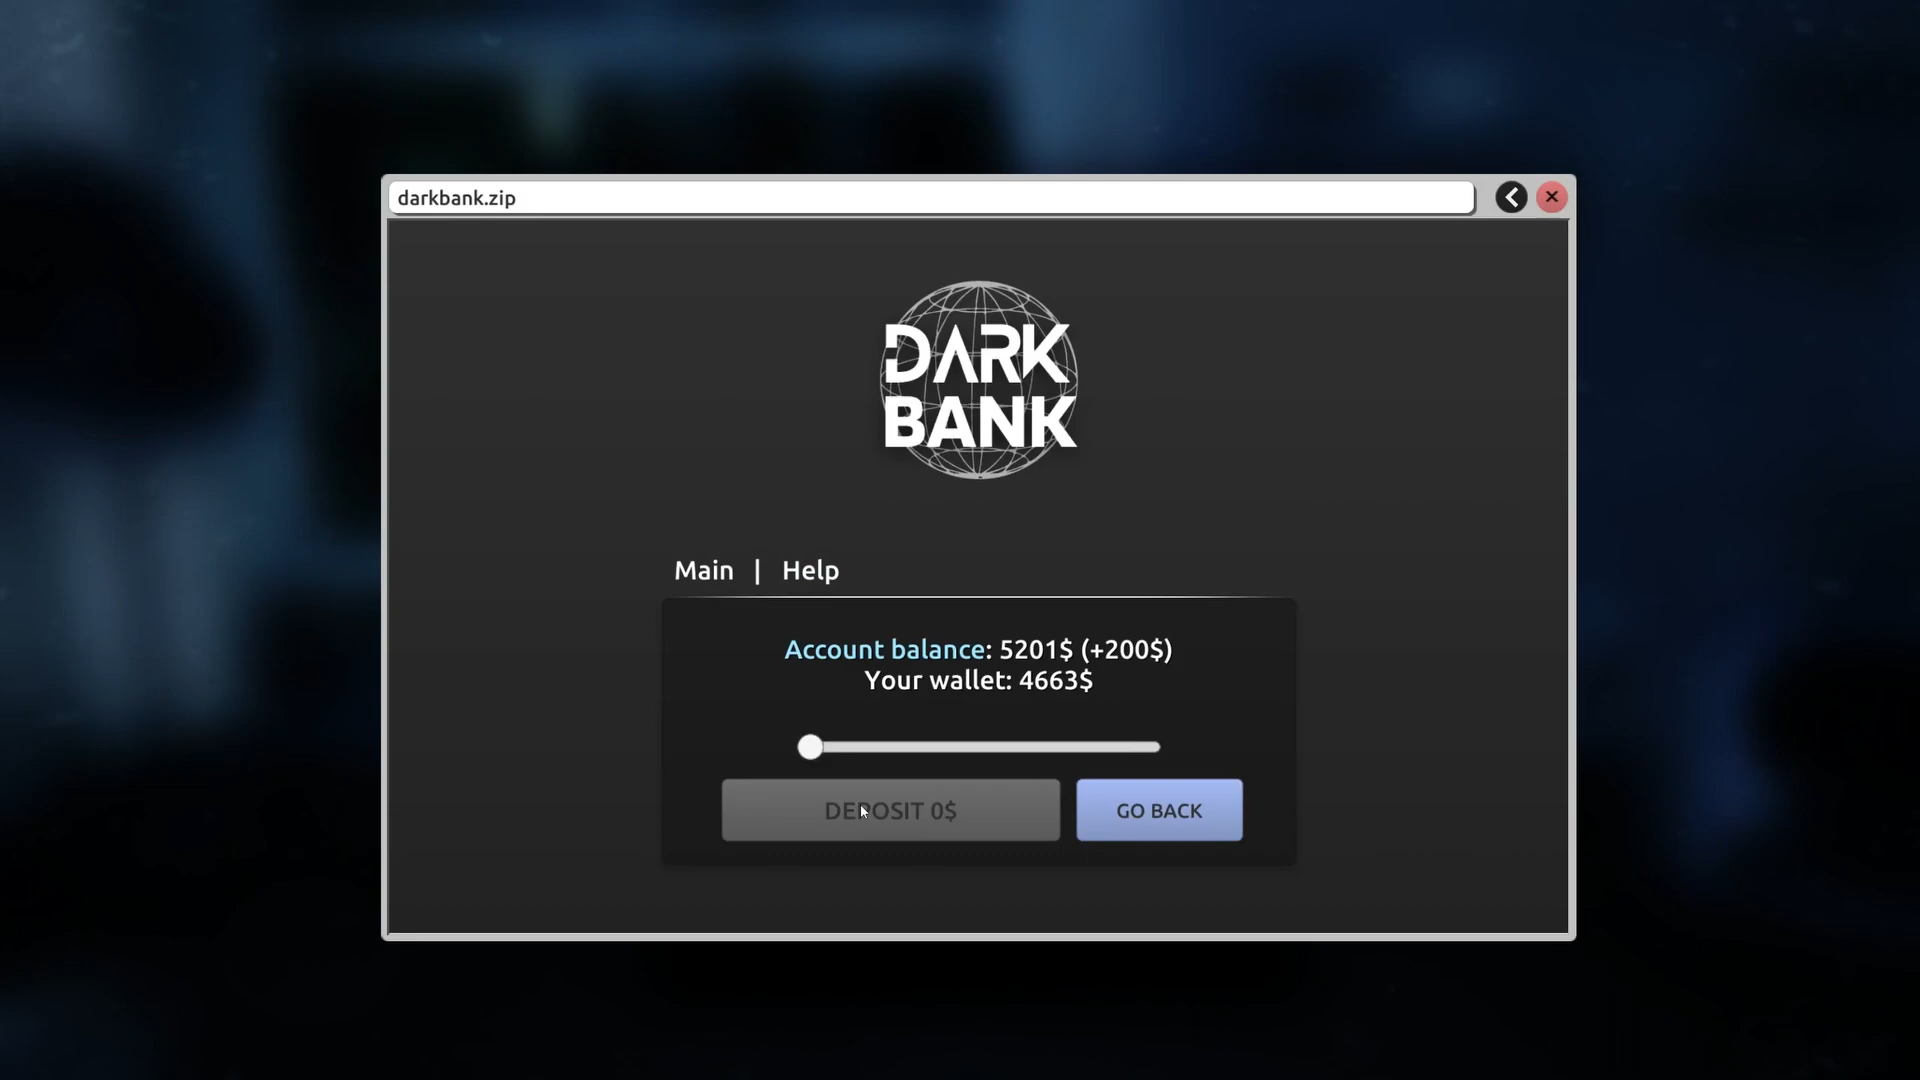 darkbank.zip
DARK
BANK
Main | Help
Account balance: 5201$ (+200$)
Your wallet: 4663$
DEPOSIT 0$
GO BACK